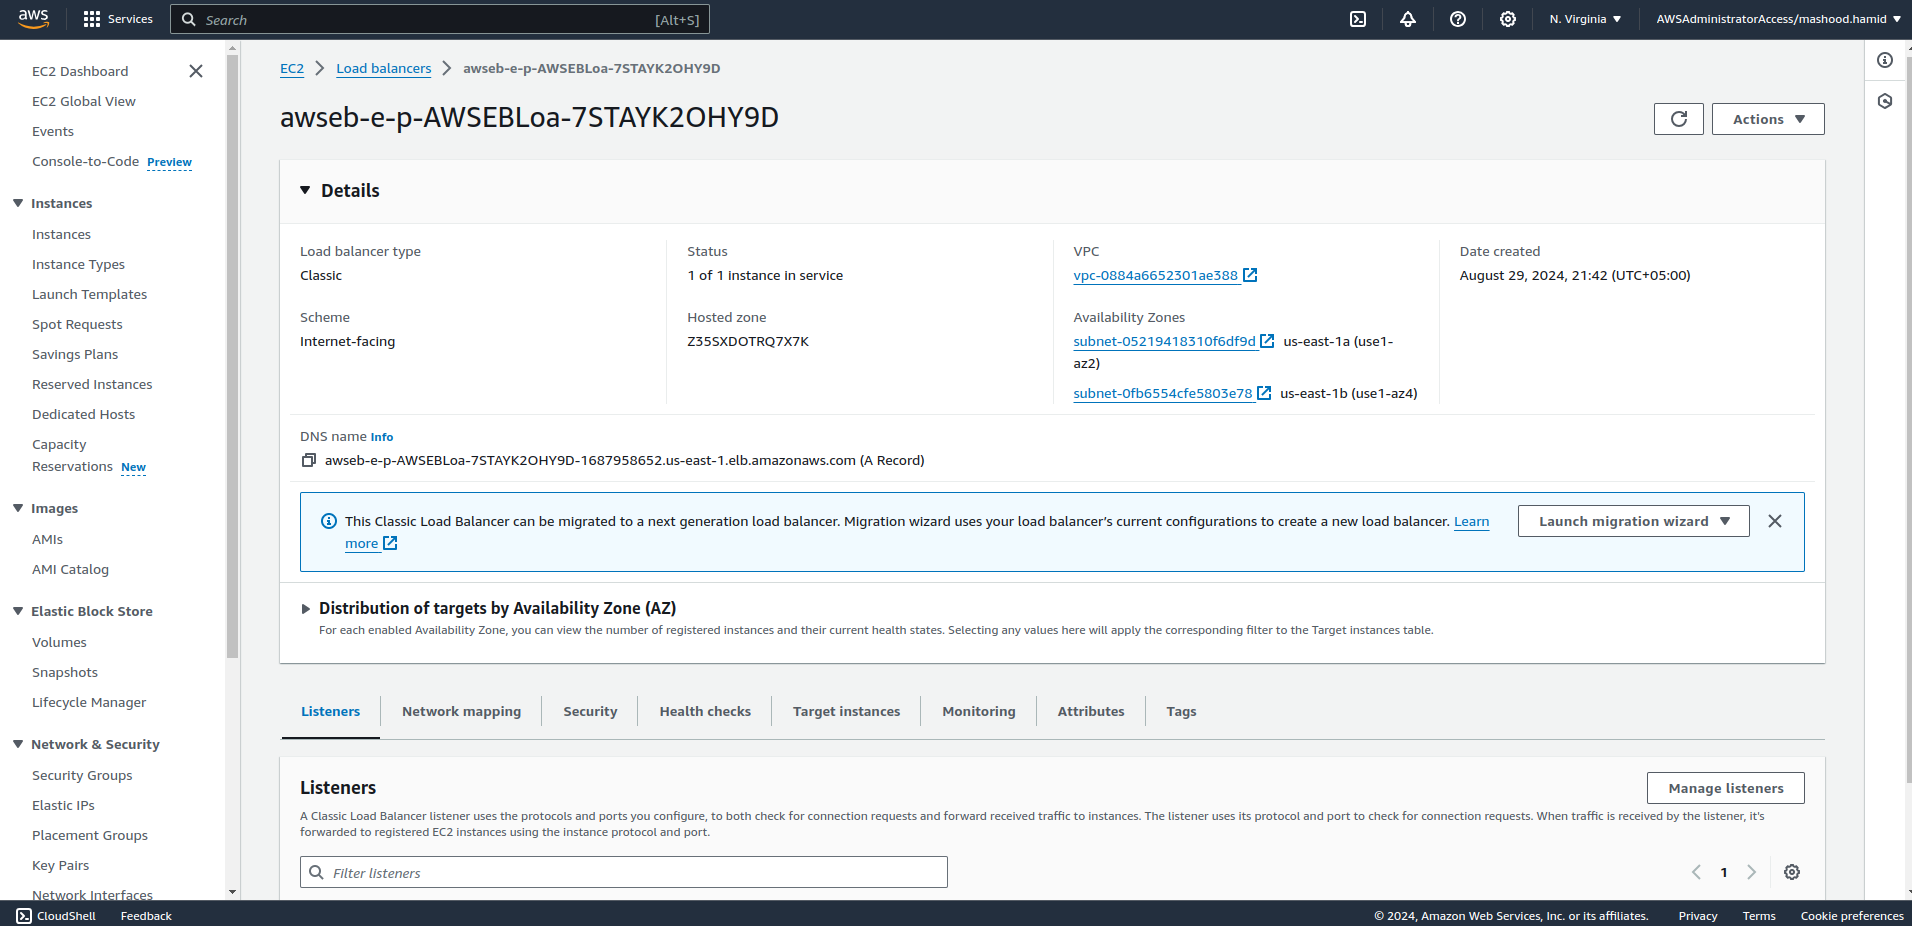 aws
Services
Search [Alt+S]
N. Virginia
AWSAdministratorAccess/mashood.hamid
EC2 Dashboard
EC2 Global View
Events
Console-to-Code Preview
Instances
Instances
Instance Types
Launch Templates
Spot Requests
Savings Plans
Reserved Instances
Dedicated Hosts
Capacity
Reservations New
Images
AMIs
AMI Catalog
Elastic Block Store
Volumes
Snapshots
Lifecycle Manager
Network & Security
Security Groups
Elastic IPs
Placement Groups
Key Pairs
Network Interfaces
EC2 Load balancers awseb-e-p-AWSEBLoa-7STAYK2OHY9D
awseb-e-p-AWSEBLoa-7STAYK2OHY9D
Actions
Details
Load balancer type
Classic
Scheme
Internet-facing
Status
1 of 1 instance in service
Hosted zone
Z35SXDOTRQ7X7K
VPC
vpc-0884a6652301ae388
Availability Zones
subnet-05219418310f6df9d us-east-1a (use1-
az2)
subnet-0fb6554cfe5803e78 us-east-1b (use1-az4)
Date created
August 29, 2024, 21:42 (UTC+05:00)
DNS name Info
awseb-e-p-AWSEBLoa-7STAYK2OHY9D-1687958652.us-east-1.elb.amazonaws.com (A Record)
This Classic Load Balancer can be migrated to a next generation load balancer. Migration wizard uses your load balancer’s current configurations to create a new load balancer. Learn
more
Launch migration wizard
Distribution of targets by Availability Zone (AZ)
For each enabled Availability Zone, you can view the number of registered instances and their current health states. Selecting any values here will apply the corresponding filter to the Target instances table.
Listeners Network mapping Security Health checks Target instances Monitoring Attributes Tags
Listeners
Manage listeners
A Classic Load Balancer listener uses the protocols and ports you configure, to both check for connection requests and forward received traffic to instances. The listener uses its protocol and port to check for connection requests. When traffic is received by the listener, it's
forwarded to registered EC2 instances using the instance protocol and port.
Filter listeners
1
CloudShell Feedback
© 2024, Amazon Web Services, Inc. or its affiliates. Privacy Terms Cookie preferences